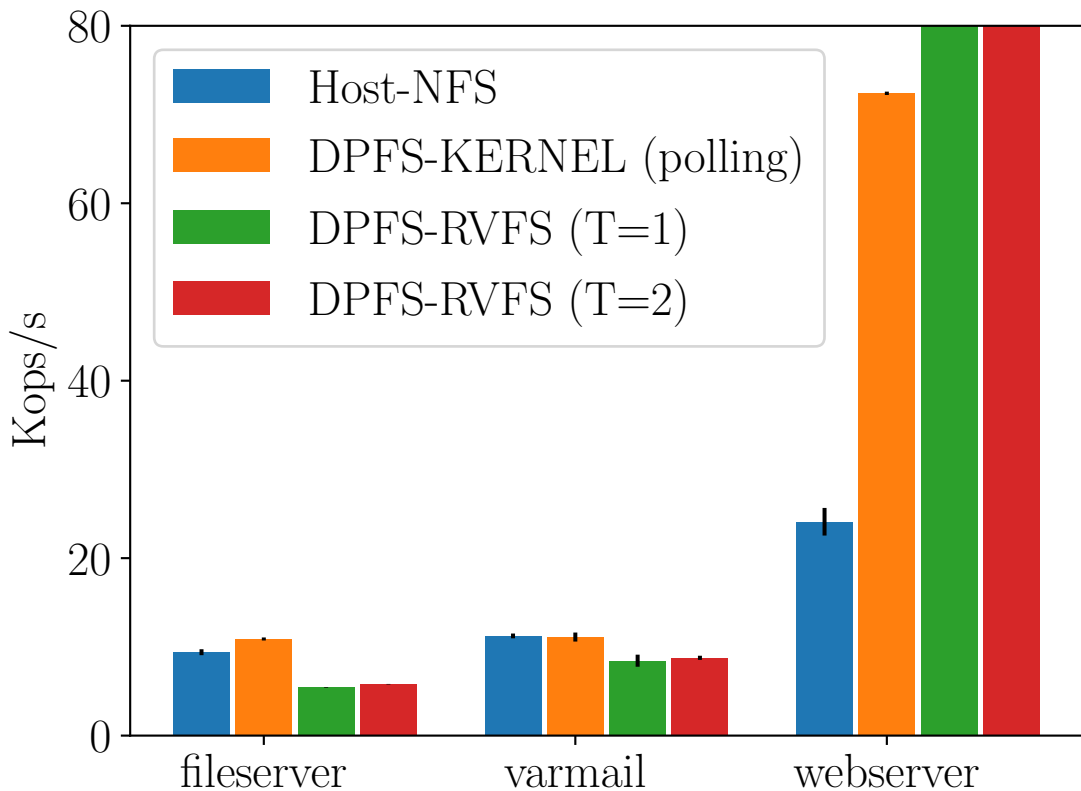 Host-NFS
DPFS-KERNEL (polling)
DPFS-RVFS (T=1)
DPFS-RVFS (T=2)
Kops/s
80
60
40
20
0
fileserver varmail webserver